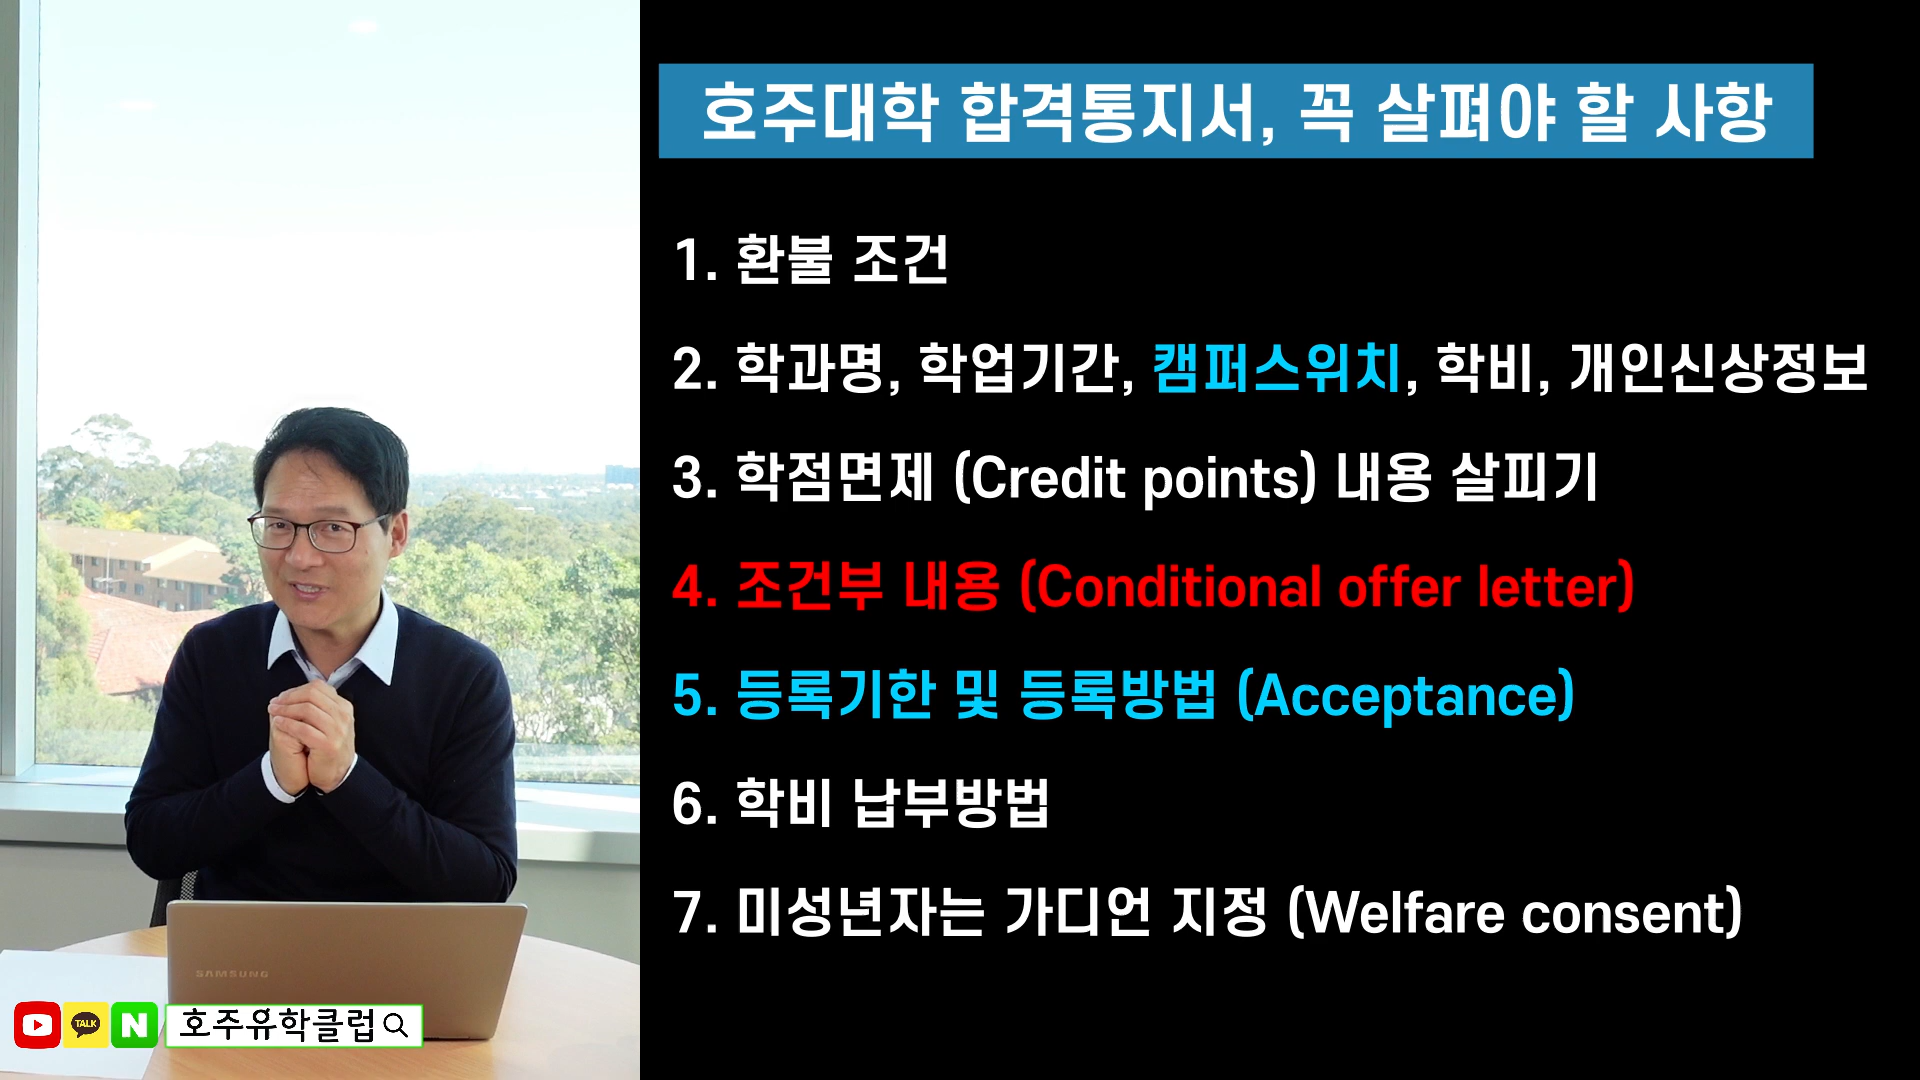 호주대학 합격통지서, 꼭 살펴야 할 사항
1. 환불 조건
2. 학과명, 학업기간, 캠퍼스위치, 학비, 개인신상정보
3. 학점면제 (Credit points) 내용 살피기
4. 조건부 내용 (Conditional offer letter)
5. 등록기한 및 등록방법 (Acceptance)
6. 학비 납부방법
7. 미성년자는 가디언 지정 (Welfare consent)
SAMSUNG
TALK N 호주유학클럽